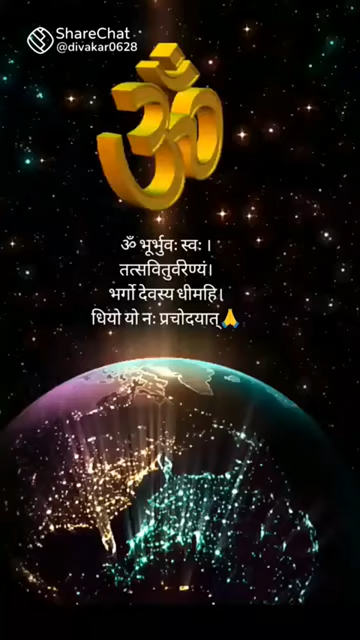 ShareChat
@divakar0628
ॐ
ॐ भूर्भुवः स्वः ।
तत्सवितुर्वरेण्यं।
भर्गो देवस्य धीमहि।
धियो यो नः प्रचोदयात् 🙏